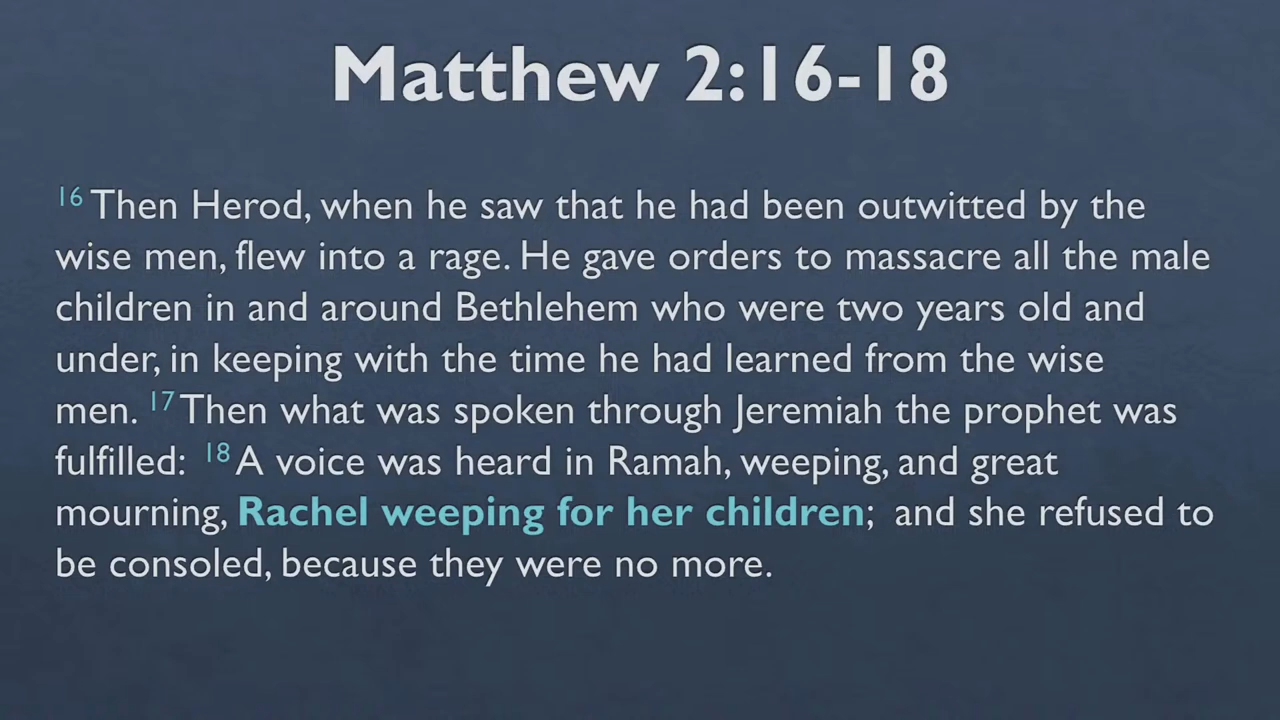 Matthew 2:16-18
16 Then Herod, when he saw that he had been outwitted by the
wise men, flew into a rage. He gave orders to massacre all the male
children in and around Bethlehem who were two years old and
under, in keeping with the time he had learned from the wise
men. 17 Then what was spoken through Jeremiah the prophet was
fulfilled: 18 A voice was heard in Ramah, weeping, and great
mourning, Rachel weeping for her children; and she refused to
be consoled, because they were no more.